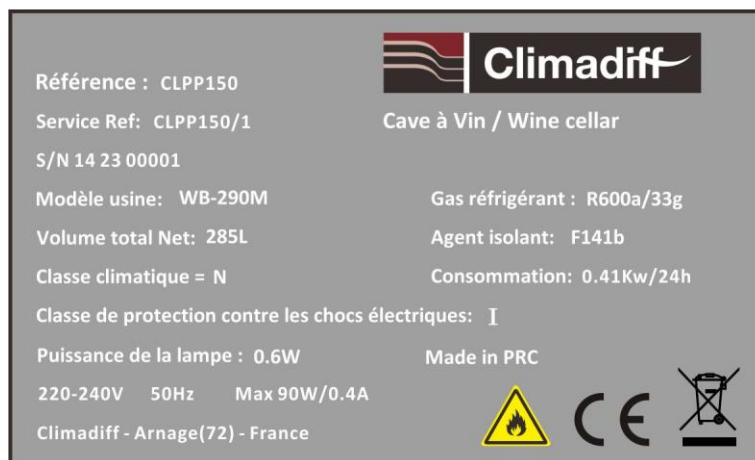 Climadiff
Référence : CLPP150
Service Ref: CLPP150/1
Cave à Vin / Wine cellar
S/N 14 23 00001
Modèle usine: WB-290M
Gas réfrigérant : R600a/33g
Volume total Net: 285L
Agent isolant: F141b
Classe climatique = N
Consommation: 0.41Kw/24h
Classe de protection contre les chocs électriques: I
Puissance de la lampe : 0.6W
Made in PRC
220-240V 50Hz Max 90W/0.4A
Climadiff - Arnage(72) - France
CE